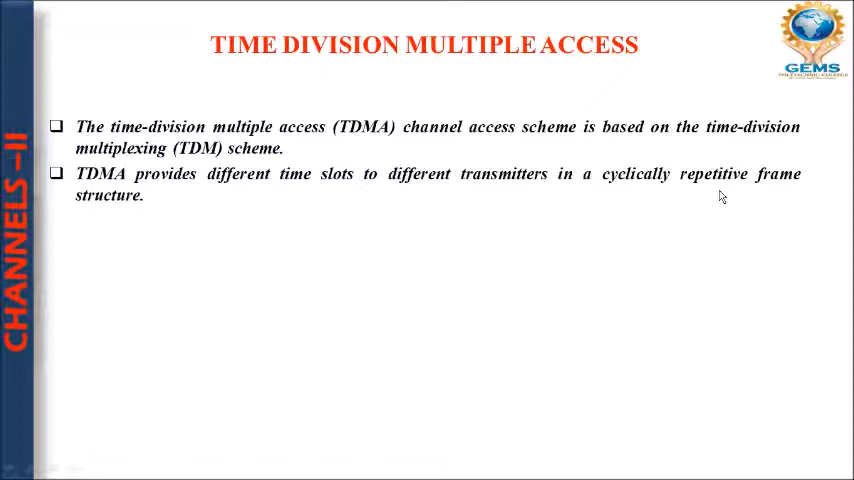 TIME DIVISION MULTIPLE ACCESS
GEMS
POLYTECHNIC COLLEGE
CHANNELS –II
❑ The time-division multiple access (TDMA) channel access scheme is based on the time-division
multiplexing (TDM) scheme.
❑ TDMA provides different time slots to different transmitters in a cyclically repetitive frame
structure.